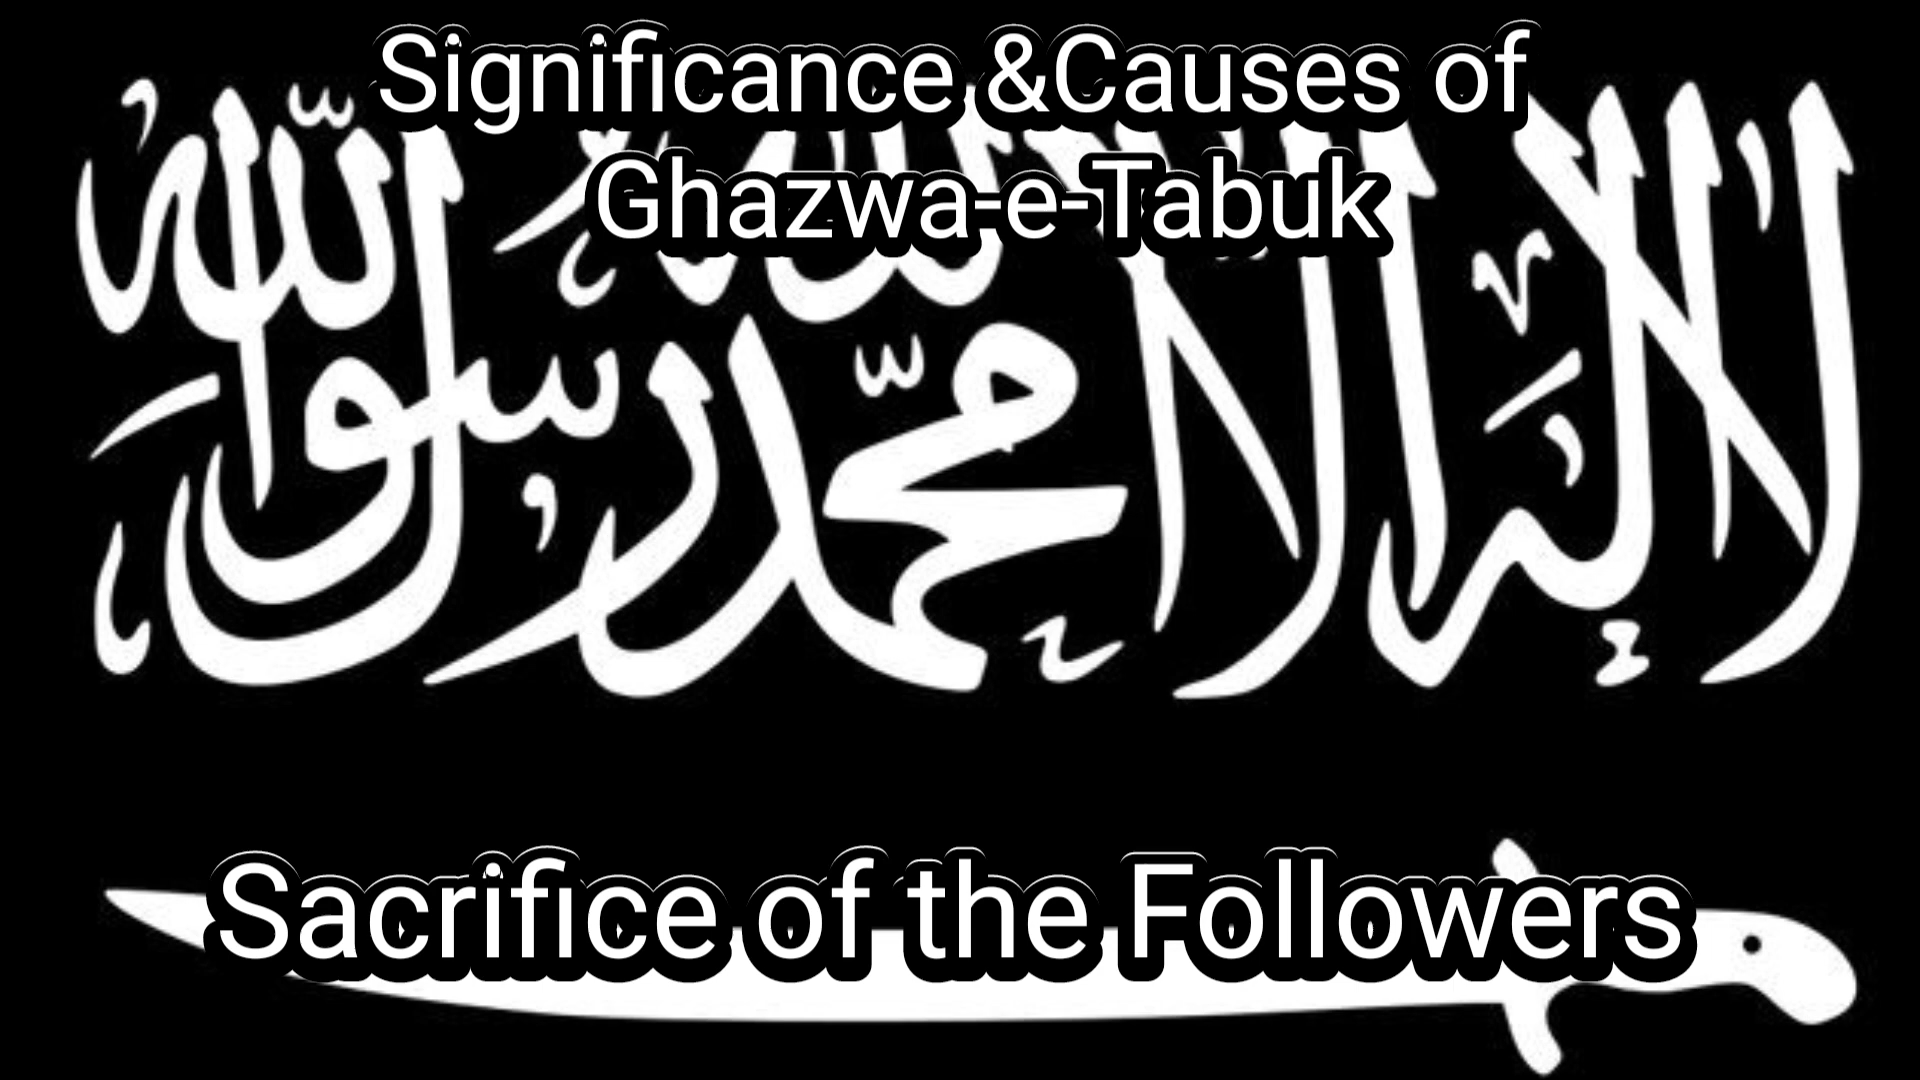 Significance &Causes of
Ghazwa-e-Tabuk
لا إله إلا الله محمد رسول الله
Sacrifice of the Followers